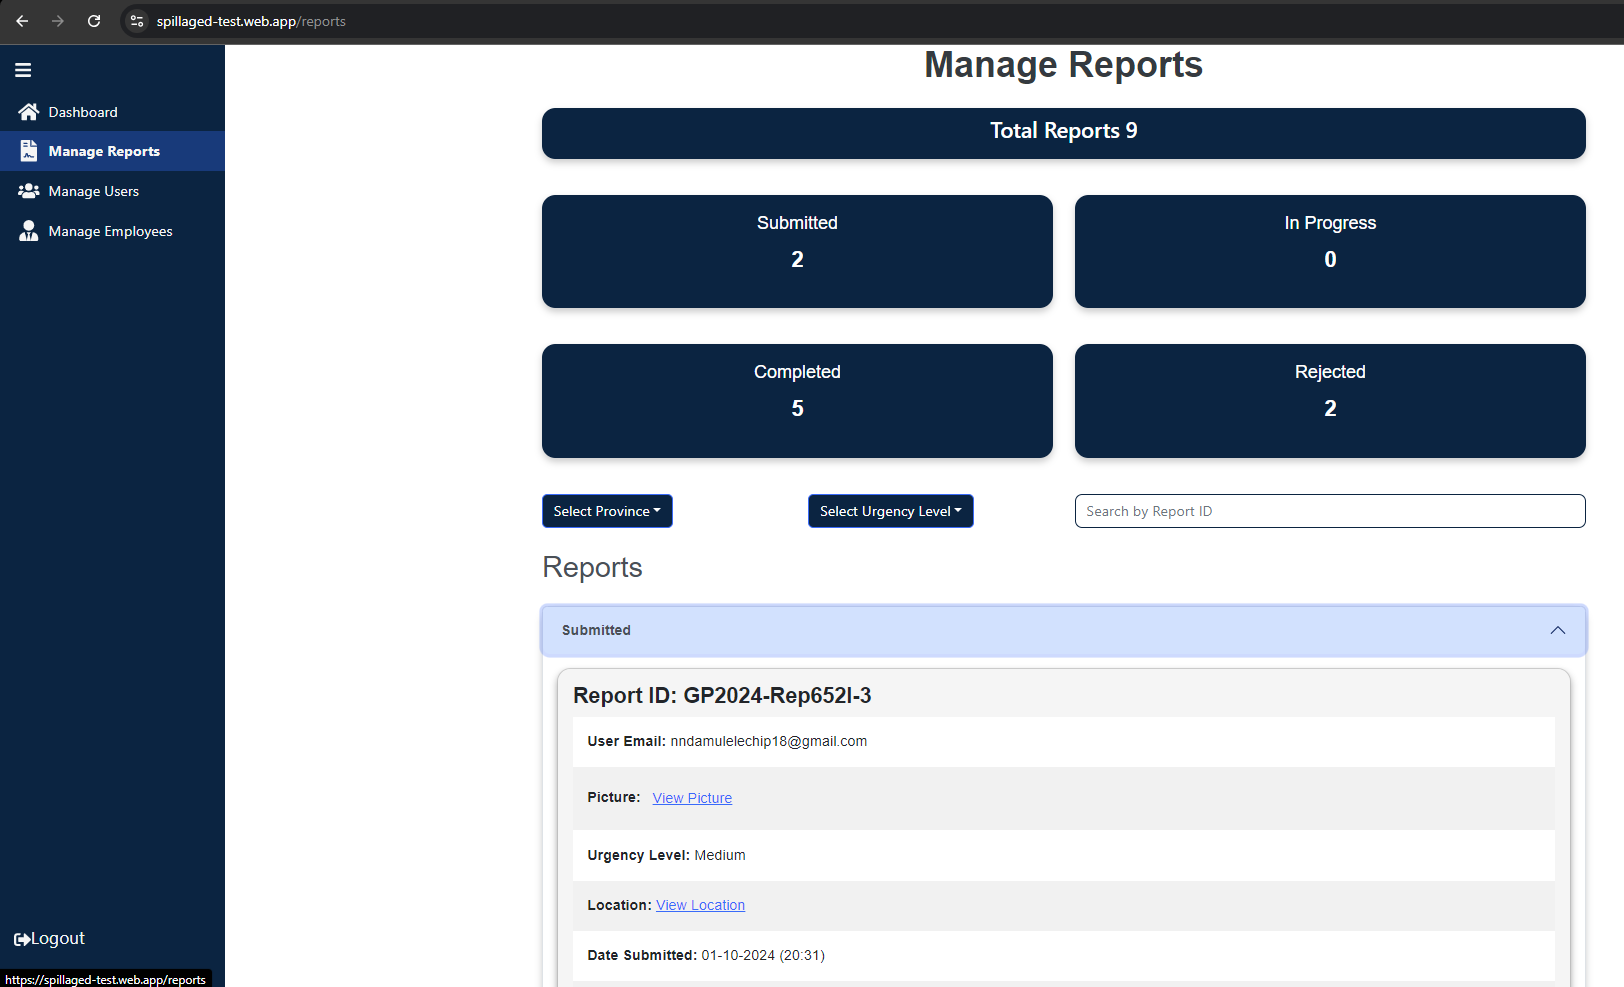 spillaged-test.web.app/reports
Dashboard
Manage Reports
Manage Users
Manage Employees
Logout
https://spillaged-test.web.app/reports
Manage Reports
Total Reports 9
Submitted
2
In Progress
0
Completed
5
Rejected
2
Select Province
Select Urgency Level
Search by Report ID
Reports
Submitted
Report ID: GP2024-Rep652I-3
User Email: nndamulelechip18@gmail.com
Picture: View Picture
Urgency Level: Medium
Location: View Location
Date Submitted: 01-10-2024 (20:31)